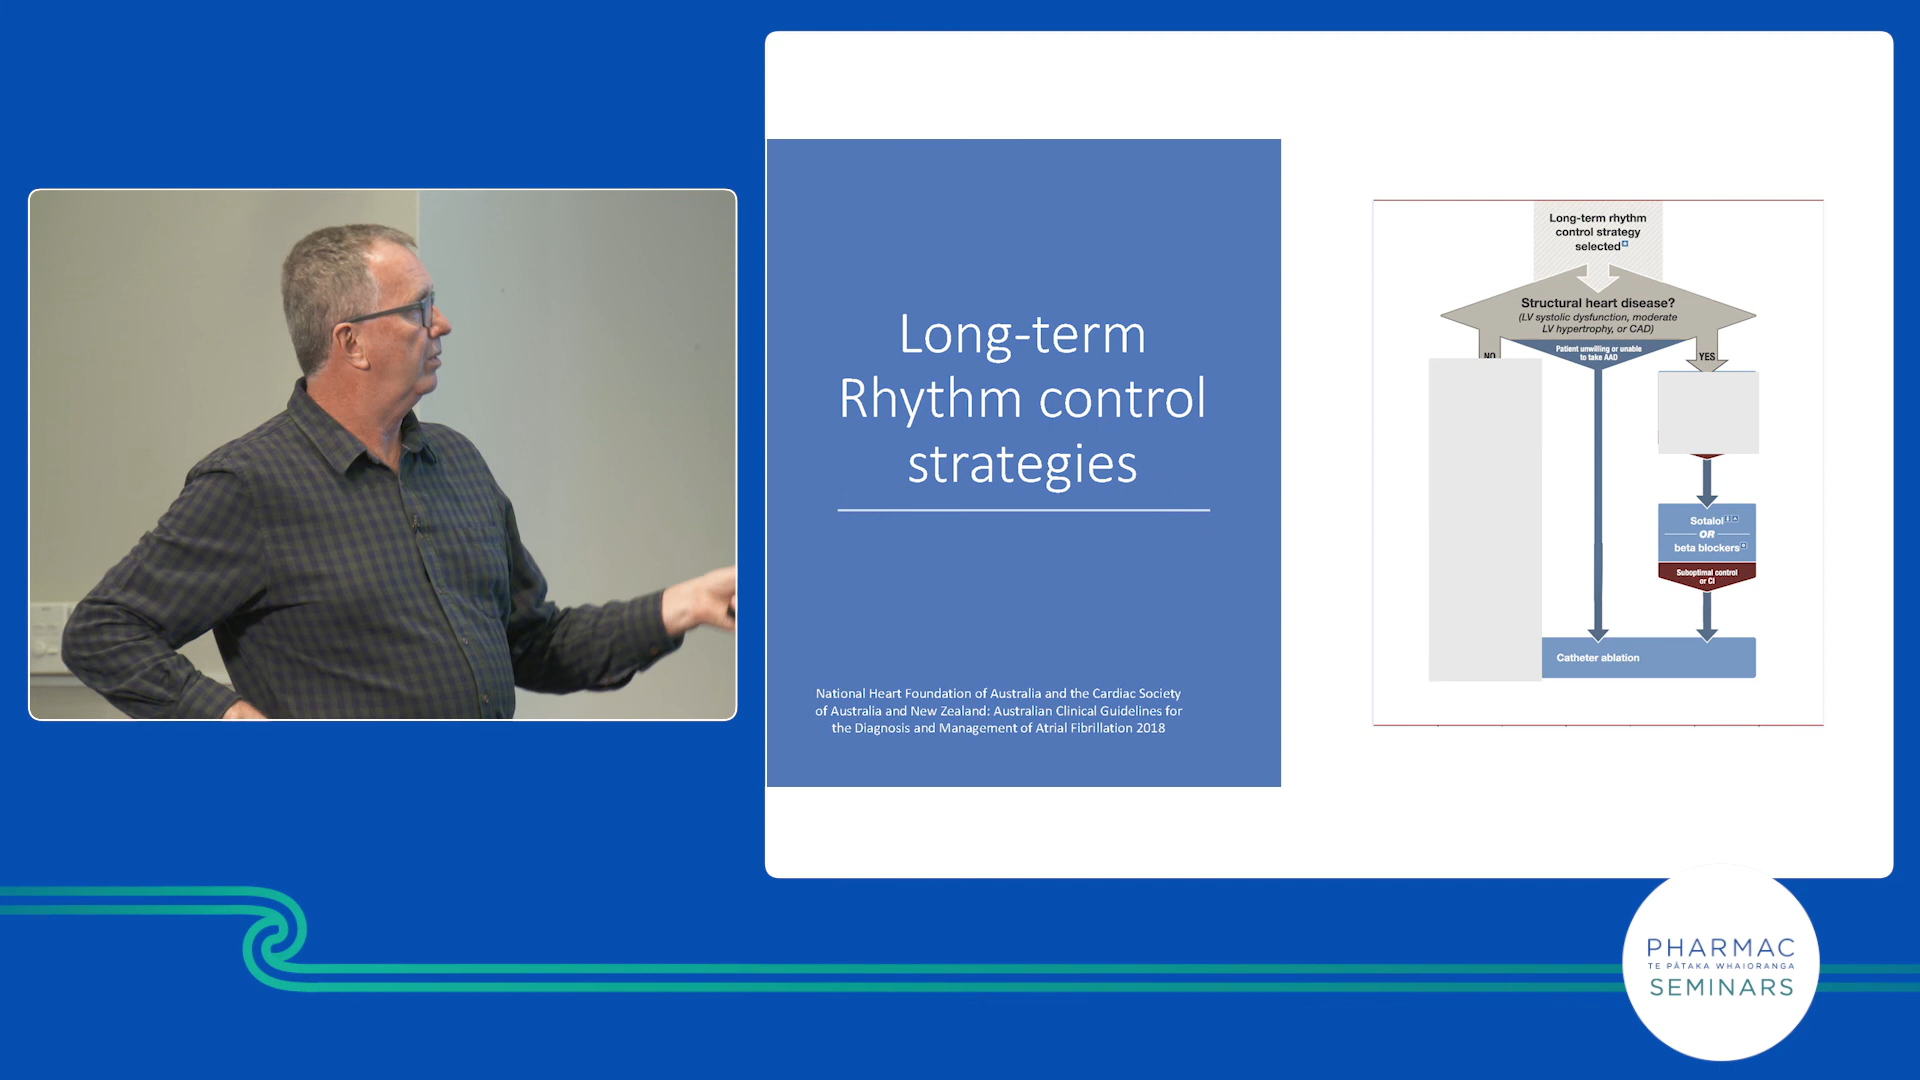 Long-term
Rhythm control
strategies
National Heart Foundation of Australia and the Cardiac Society
of Australia and New Zealand: Australian Clinical Guidelines for
the Diagnosis and Management of Atrial Fibrillation 2018
Long-term rhythm
control strategy
selected
Structural heart disease?
(LV systolic dysfunction, moderate
LV hypertrophy, or CAD)
Patient unwilling or unable
to take AAD
NO
YES
Sotalol
OR
beta blockers
Suboptimal control
or CI
Catheter ablation
PHARMAC
TE PĀTAKA WHAIORANGA
SEMINARS